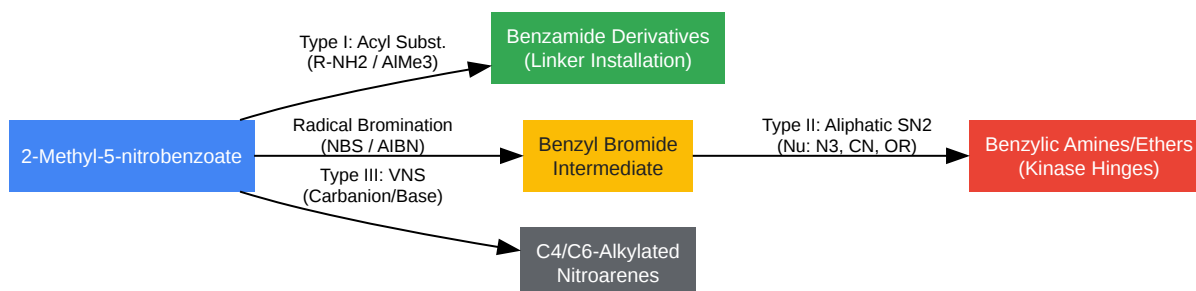 Type I: Acyl Subst.
(R-NH2 / AlMe3)
Benzamide Derivatives
(Linker Installation)
2-Methyl-5-nitrobenzoate
Radical Bromination
(NBS / AIBN)
Benzyl Bromide
Intermediate
Type II: Aliphatic SN2
(Nu: N3, CN, OR)
Benzylic Amines/Ethers
(Kinase Hinges)
Type III: VNS
(Carbanion/Base)
C4/C6-Alkylated
Nitroarenes